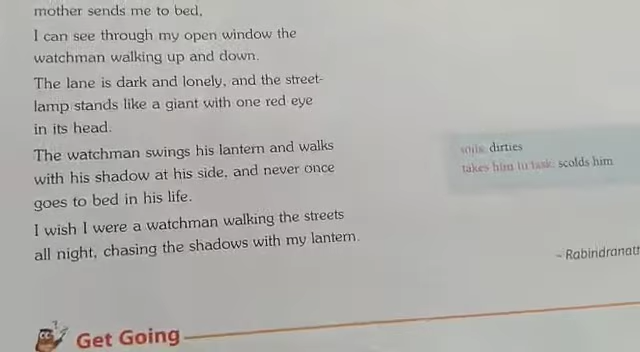 mother sends me to bed,
I can see through my open window the
watchman walking up and down.
The lane is dark and lonely, and the street-
lamp stands like a giant with one red eye
in its head.
The watchman swings his lantern and walks
with his shadow at his side, and never once
goes to bed in his life.
I wish I were a watchman walking the streets
all night, chasing the shadows with my lantern.
soils: dirties
takes him to task: scolds him
~ Rabindranat
Get Going